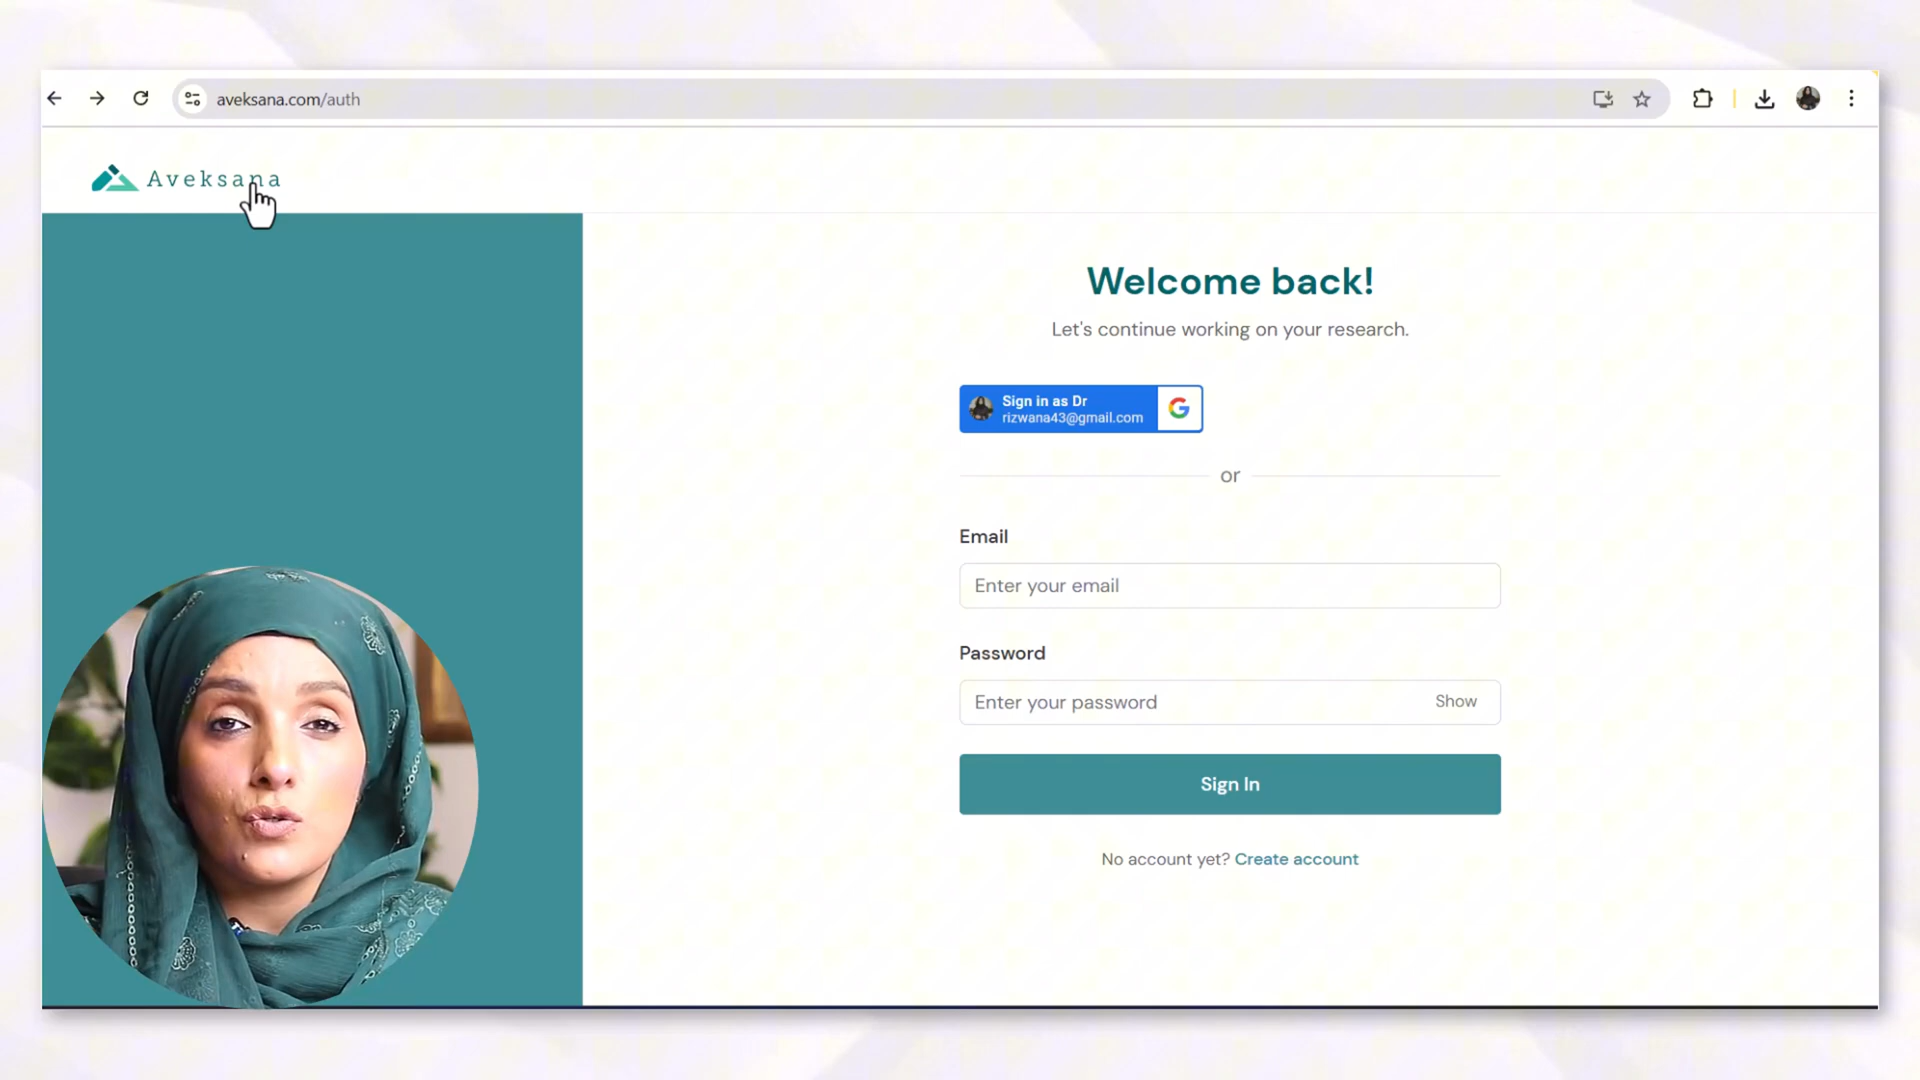 aveksana.com/auth
Aveksana
Welcome back!
Let's continue working on your research.
Sign in as Dr
rizwana43@gmail.com
or
Email
Enter your email
Password
Enter your password
Show
Sign In
No account yet? Create account